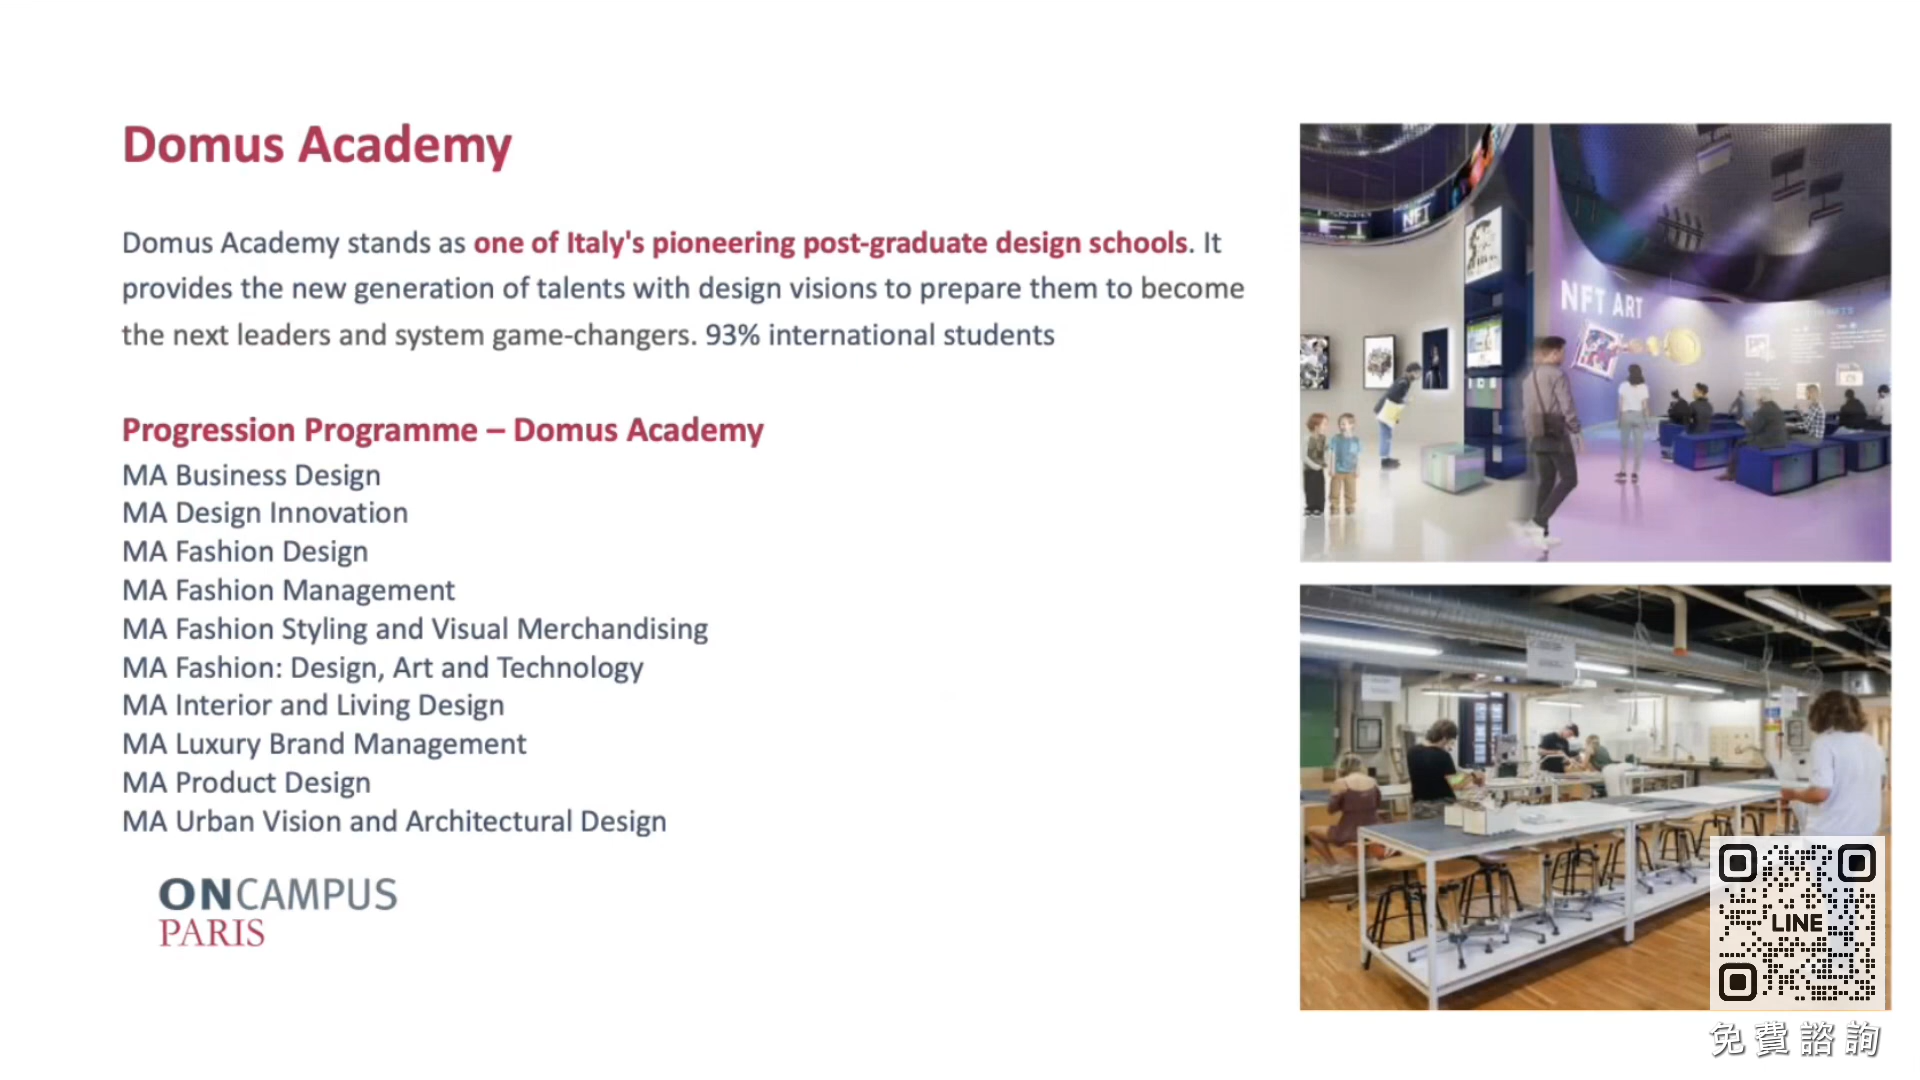 Domus Academy
Domus Academy stands as one of Italy's pioneering post-graduate design schools. It
provides the new generation of talents with design visions to prepare them to become
the next leaders and system game-changers. 93% international students
Progression Programme – Domus Academy
MA Business Design
MA Design Innovation
MA Fashion Design
MA Fashion Management
MA Fashion Styling and Visual Merchandising
MA Fashion: Design, Art and Technology
MA Interior and Living Design
MA Luxury Brand Management
MA Product Design
MA Urban Vision and Architectural Design
ONCAMPUS
PARIS
NFT
NFT ART
LINE
免費諮詢